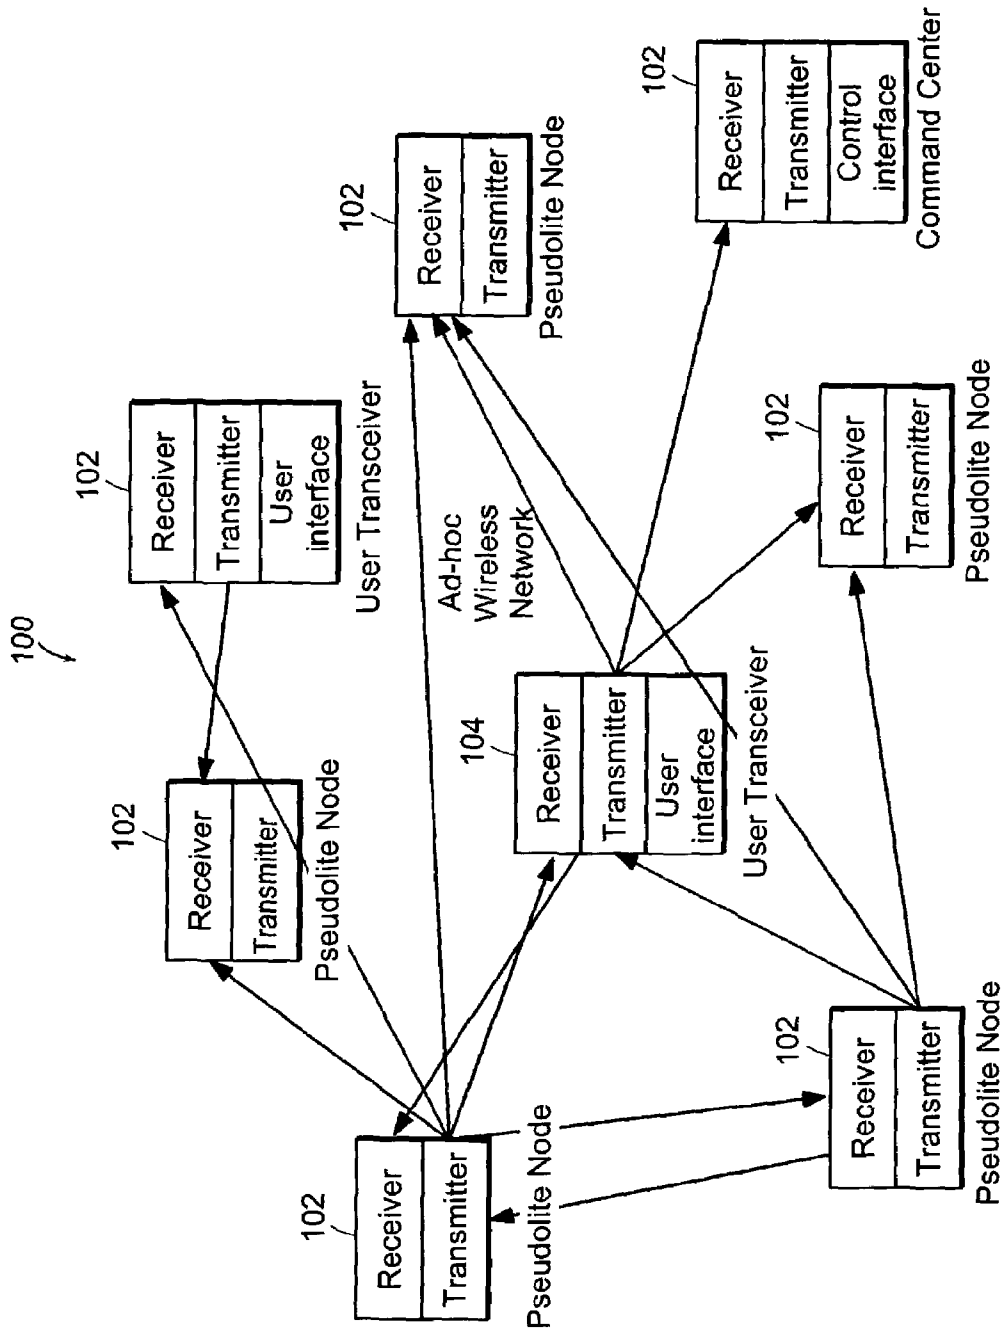 100
102
Receiver
Transmitter
Pseudolite Node
102
Receiver
Transmitter
User
interface
User Transceiver
102
Receiver
Transmitter
Pseudolite Node
Ad-hoc
Wireless
Network
102
Receiver
Transmitter
Pseudolite Node
104
Receiver
Transmitter
User
interface
User Transceiver
102
Receiver
Transmitter
Control
interface
Command Center
102
Receiver
Transmitter
Pseudolite Node
102
Receiver
Transmitter
Pseudolite Node